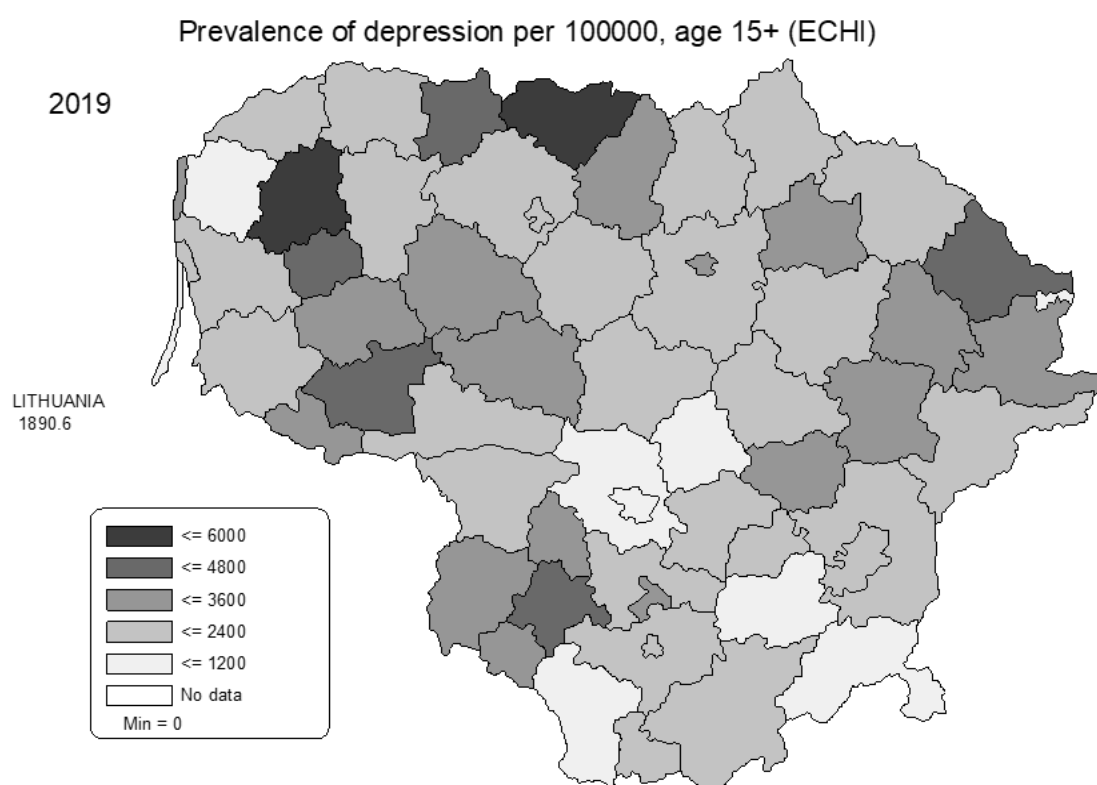 Prevalence of depression per 100000, age 15+ (ECHI)
2019
LITHUANIA
1890.6
<= 6000
<= 4800
<= 3600
<= 2400
<= 1200
No data
Min = 0